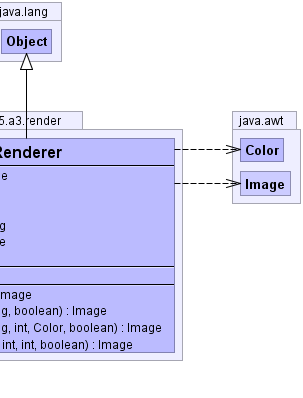 java.lang
Object
5.a3.render
java.awt
Renderer
Color
Image
e
g
e
mage
g, boolean) : Image
g, int, Color, boolean) : Image
int, int, boolean) : Image